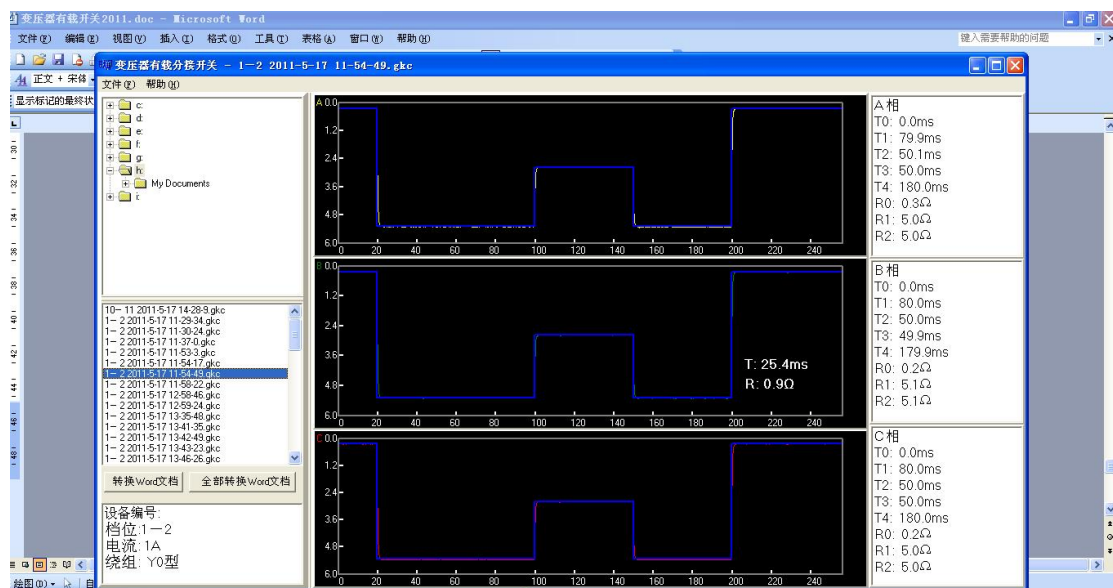 变压器有载开关2011.doc - Microsoft Word
文件(F) 编辑(E) 视图(V) 插入(I) 格式(O) 工具(T) 表格(A) 窗口(W) 帮助(H) 键入需要帮助的问题
正文 + 宋体
显示标记的最终状
变压器有载分接开关 - 1-2 2011-5-17 11-54-49.gkc
文件(F) 帮助(H)
c:
d:
e:
f:
g:
h:
My Documents
i:
10- 11 2011-5-17 14-28-9.gkc
1- 2 2011-5-17 11-29-34.gkc
1- 2 2011-5-17 11-30-24.gkc
1- 2 2011-5-17 11-37-0.gkc
1- 2 2011-5-17 11-53-3.gkc
1- 2 2011-5-17 11-54-17.gkc
1- 2 2011-5-17 11-54-49.gkc
1- 2 2011-5-17 11-58-22.gkc
1- 2 2011-5-17 12-58-46.gkc
1- 2 2011-5-17 12-59-24.gkc
1- 2 2011-5-17 13-35-48.gkc
1- 2 2011-5-17 13-41-35.gkc
1- 2 2011-5-17 13-42-49.gkc
1- 2 2011-5-17 13-43-23.gkc
1- 2 2011-5-17 13-46-26.gkc
转换Word文档 全部转换Word文档
设备编号:
档位:1-2
电流: 1A
绕组: Y0型
A 0.0
1.2
2.4
3.6
4.8
6.0
0 20 40 60 80 100 120 140 160 180 200 220 240
B 0.0
1.2
2.4
3.6
4.8
6.0
0 20 40 60 80 100 120 140 160 180 200 220 240
T: 25.4ms
R: 0.9Ω
C 0.0
1.2
2.4
3.6
4.8
6.0
0 20 40 60 80 100 120 140 160 180 200 220 240
A相
T0: 0.0ms
T1: 79.9ms
T2: 50.1ms
T3: 50.0ms
T4: 180.0ms
R0: 0.3Ω
R1: 5.0Ω
R2: 5.0Ω
B相
T0: 0.0ms
T1: 80.0ms
T2: 50.0ms
T3: 49.9ms
T4: 179.9ms
R0: 0.2Ω
R1: 5.1Ω
R2: 5.1Ω
C相
T0: 0.0ms
T1: 80.0ms
T2: 50.0ms
T3: 50.0ms
T4: 180.0ms
R0: 0.2Ω
R1: 5.0Ω
R2: 5.0Ω
绘图(D)